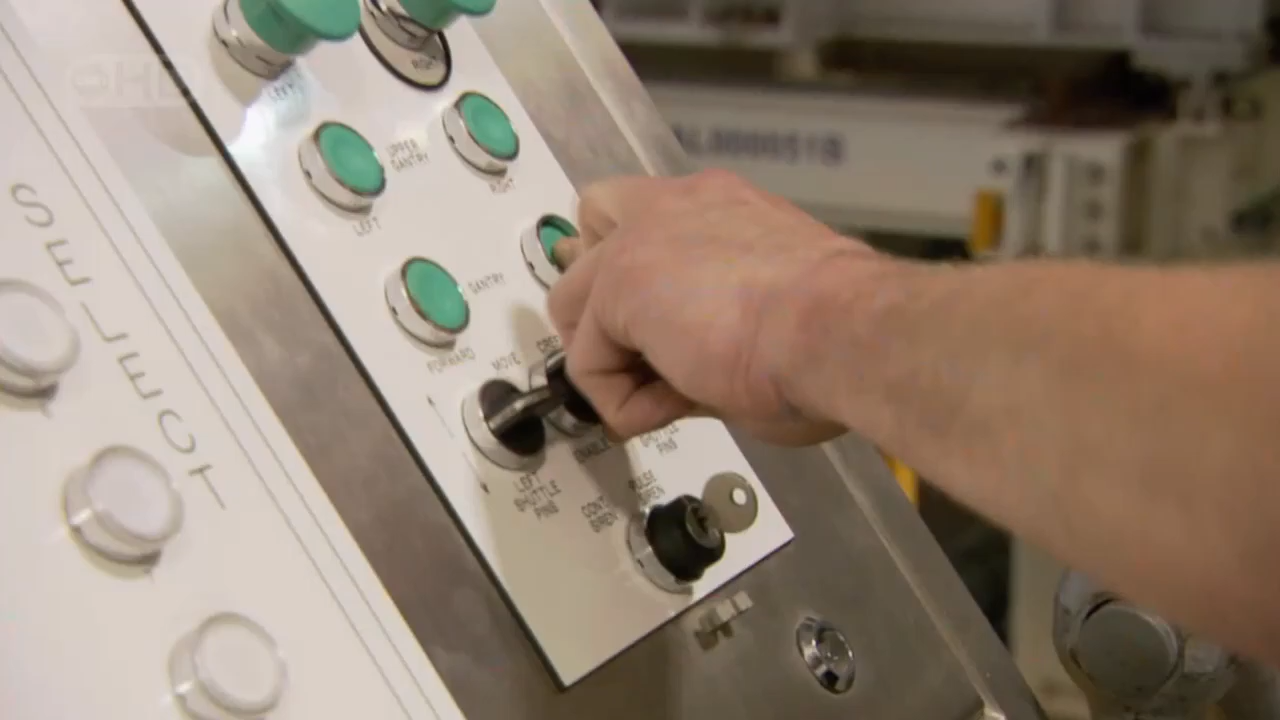 HD
LEFT
RIGHT
UPPER
GANTRY
LEFT
RIGHT
GANTRY
FORWARD
MOVE
ENABLE
SHUTTLE
PINS
LEFT
SHUTTLE
PINS
PULSE
SIREN
CONT
SIREN
SELECT